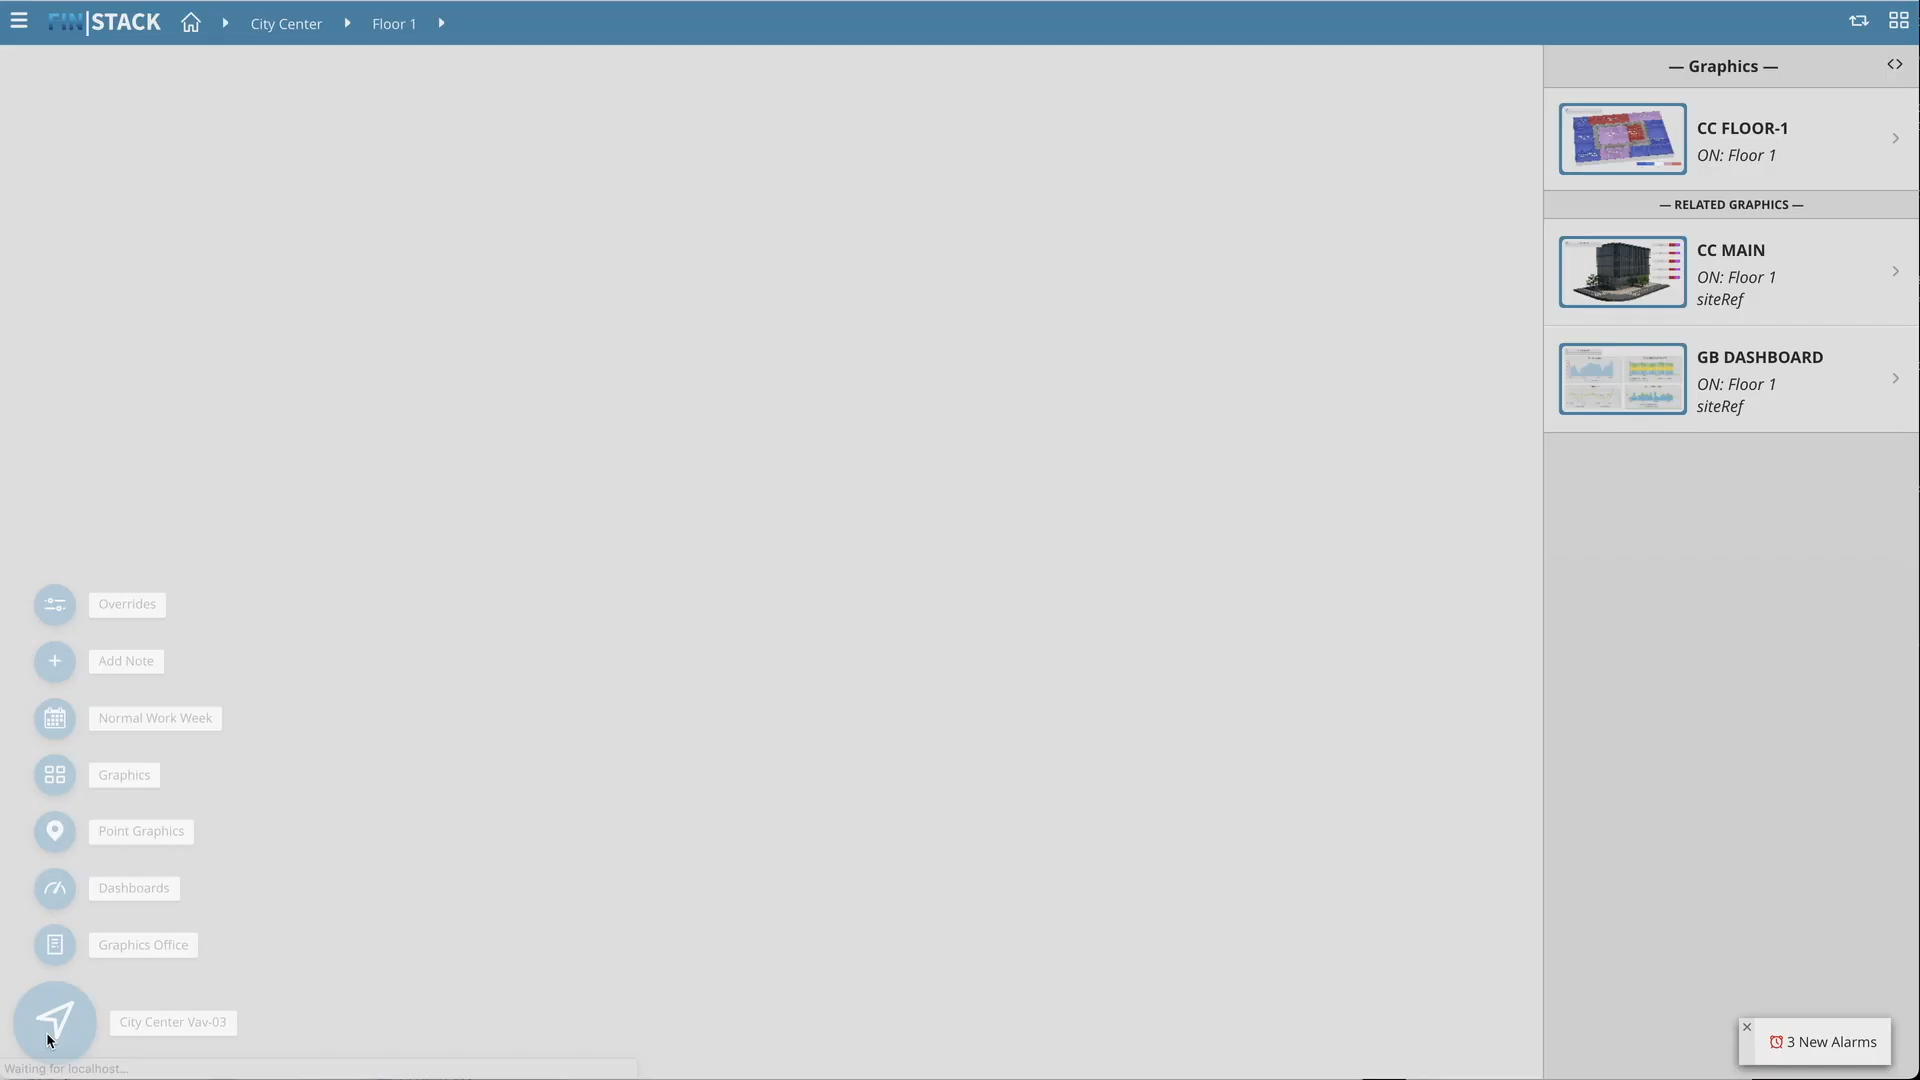 FIN|STACK
City Center
Floor 1
— Graphics —
CC FLOOR-1
ON: Floor 1
— RELATED GRAPHICS —
CC MAIN
ON: Floor 1
siteRef
GB DASHBOARD
ON: Floor 1
siteRef
Overrides
Add Note
Normal Work Week
Graphics
Point Graphics
Dashboards
Graphics Office
City Center Vav-03
Waiting for localhost...
3 New Alarms